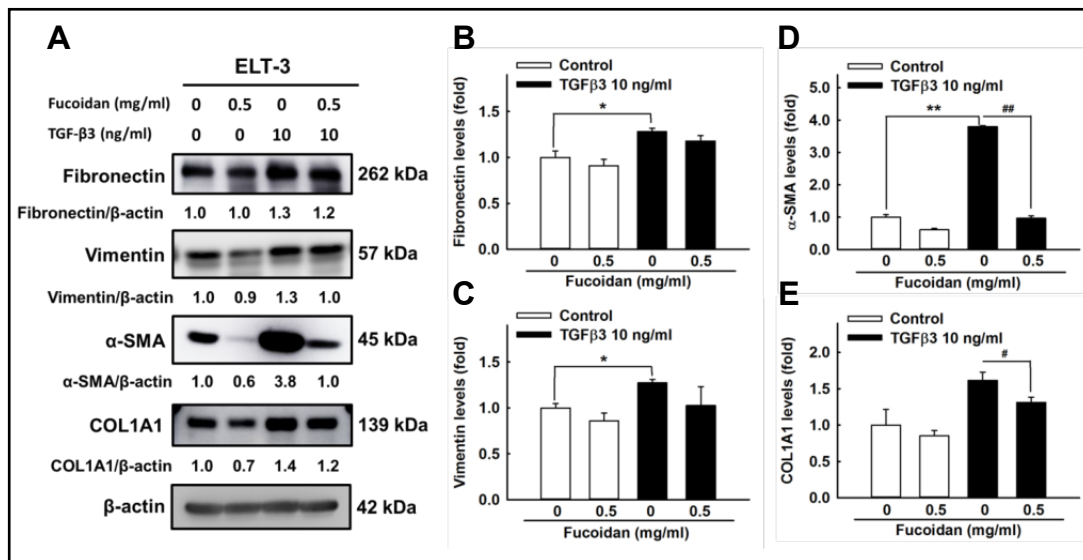 A
ELT-3
Fucoidan (mg/ml) 0 0.5 0 0.5
TGF-β3 (ng/ml) 0 0 10 10
Fibronectin 262 kDa
Fibronectin/β-actin 1.0 1.0 1.3 1.2
Vimentin 57 kDa
Vimentin/β-actin 1.0 0.9 1.3 1.0
α-SMA 45 kDa
α-SMA/β-actin 1.0 0.6 3.8 1.0
COL1A1 139 kDa
COL1A1/β-actin 1.0 0.7 1.4 1.2
β-actin 42 kDa
B
Control
TGFβ3 10 ng/ml
Fibronectin levels (fold)
1.5
1.0
0.5
0.0
*
0 0.5 0 0.5
Fucoidan (mg/ml)
C
Control
TGFβ3 10 ng/ml
Vimentin levels (fold)
2.0
1.5
1.0
0.5
0.0
*
0 0.5 0 0.5
Fucoidan (mg/ml)
D
Control
TGFβ3 10 ng/ml
α-SMA levels (fold)
5.0
4.0
3.0
2.0
1.0
0.0
** ##
0 0.5 0 0.5
Fucoidan (mg/ml)
E
Control
TGFβ3 10 ng/ml
COL1A1 levels (fold)
2.5
2.0
1.5
1.0
0.5
0.0
#
0 0.5 0 0.5
Fucoidan (mg/ml)